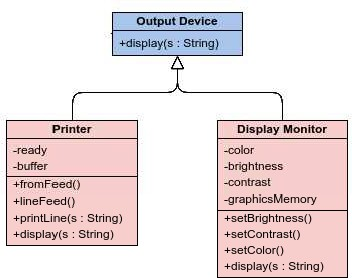 Output Device
+display(s : String)
Printer
-ready
-buffer
+fromFeed()
+lineFeed()
+printLine(s : String)
+display(s : String)
Display Monitor
-color
-brightness
-contrast
-graphicsMemory
+setBrightness()
+setContrast()
+setColor()
+display(s : String)